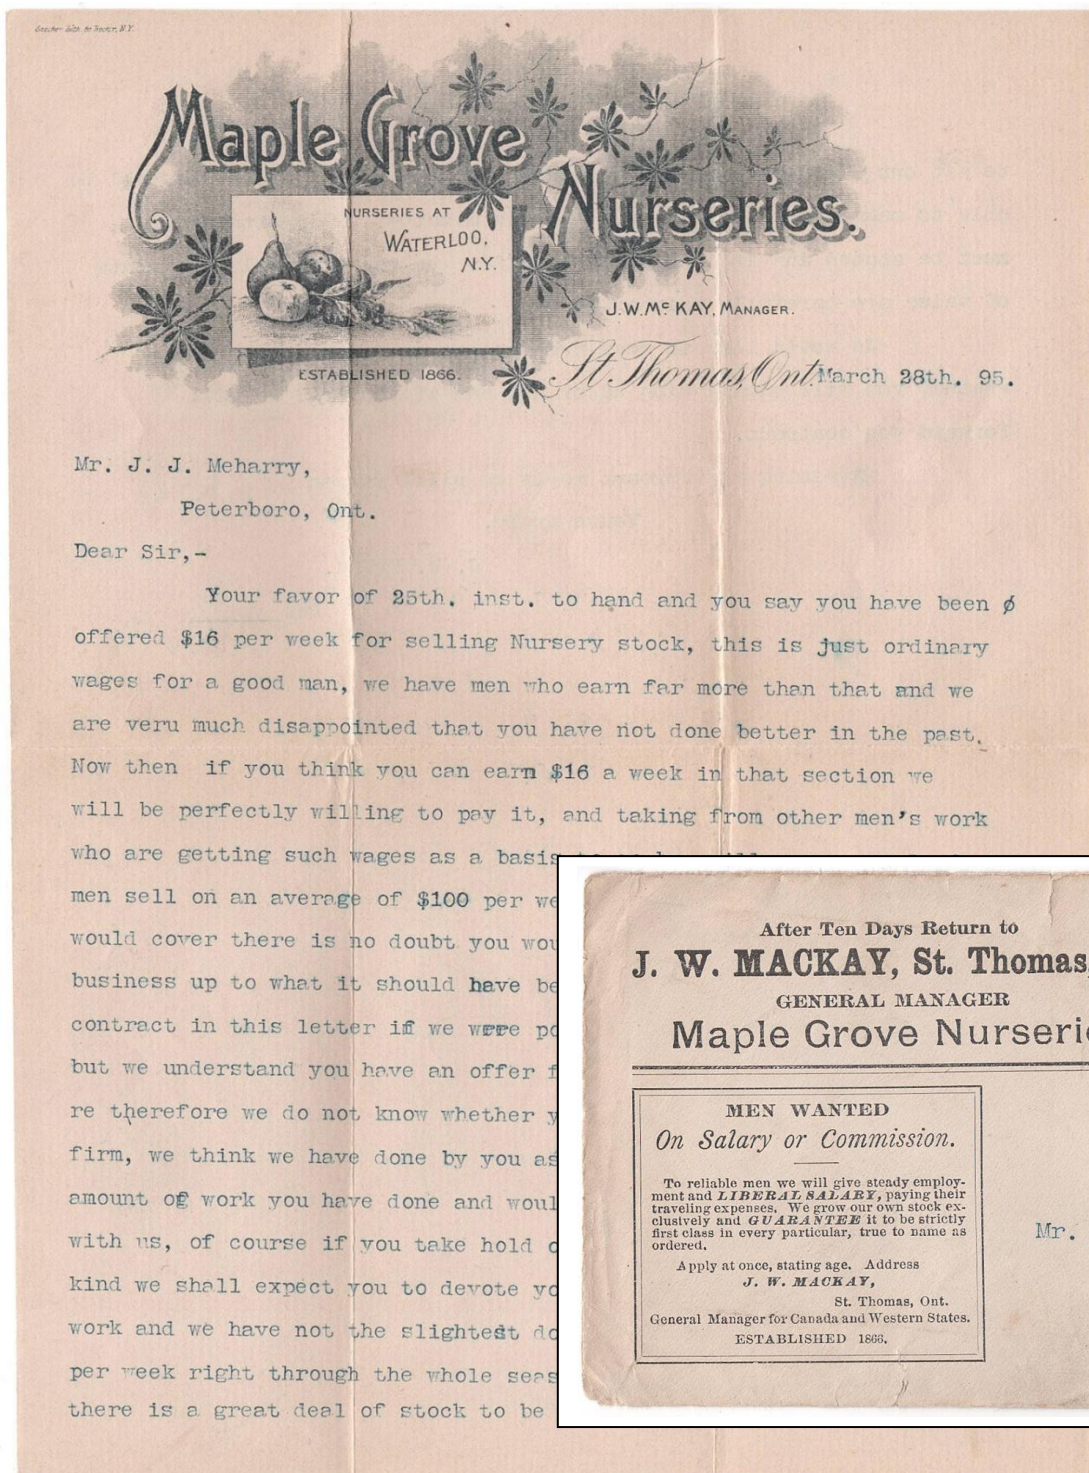 Maple Grove
Nurseries.
NURSERIES AT
WATERLOO,
N.Y.
J. W. Mc KAY, MANAGER.
ESTABLISHED 1866.
St Thomas, Ont. March 28th. 95.
Mr. J. J. Meharry,
Peterboro, Ont.
Dear Sir,-
Your favor of 25th. inst. to hand and you say you have been
offered $16 per week for selling Nursery stock, this is just ordinary
wages for a good man, we have men who earn far more than that and we
are veru much disappointed that you have not done better in the past.
Now then if you think you can earn $16 a week in that section we
will be perfectly willing to pay it, and taking from other men's work
who are getting such wages as a basis
men sell on an average of $100 per we
would cover there is no doubt you wou
business up to what it should have be
contract in this letter if we were po
but we understand you have an offer f
re therefore we do not know whether y
firm, we think we have done by you as
amount of work you have done and woul
with us, of course if you take hold o
kind we shall expect you to devote yo
work and we have not the slightest do
per week right through the whole seas
there is a great deal of stock to be
After Ten Days Return to
J. W. MACKAY, St. Thomas,
GENERAL MANAGER
Maple Grove Nurserie
MEN WANTED
On Salary or Commission.
To reliable men we will give steady employ-
ment and LIBERAL SALARY, paying their
traveling expenses. We grow our own stock ex-
clusively and GUARANTEE it to be strictly
first class in every particular, true to name as
ordered.
Apply at once, stating age. Address
J. W. MACKAY,
St. Thomas, Ont.
General Manager for Canada and Western States.
ESTABLISHED 1866.
Mr.